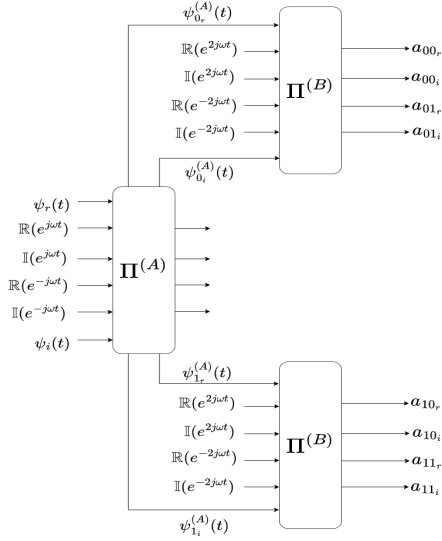 ψ_{0_r}^{(A)}(t)
ℝ(e^{2jωt})
𝕀(e^{2jωt})
ℝ(e^{-2jωt})
𝕀(e^{-2jωt})
ψ_{0_i}^{(A)}(t)
Π^{(B)}
a_{00_r}
a_{00_i}
a_{01_r}
a_{01_i}
ψ_r(t)
ℝ(e^{jωt})
𝕀(e^{jωt})
ℝ(e^{-jωt})
𝕀(e^{-jωt})
ψ_i(t)
Π^{(A)}
ψ_{1_r}^{(A)}(t)
ℝ(e^{2jωt})
𝕀(e^{2jωt})
ℝ(e^{-2jωt})
𝕀(e^{-2jωt})
ψ_{1_i}^{(A)}(t)
Π^{(B)}
a_{10_r}
a_{10_i}
a_{11_r}
a_{11_i}